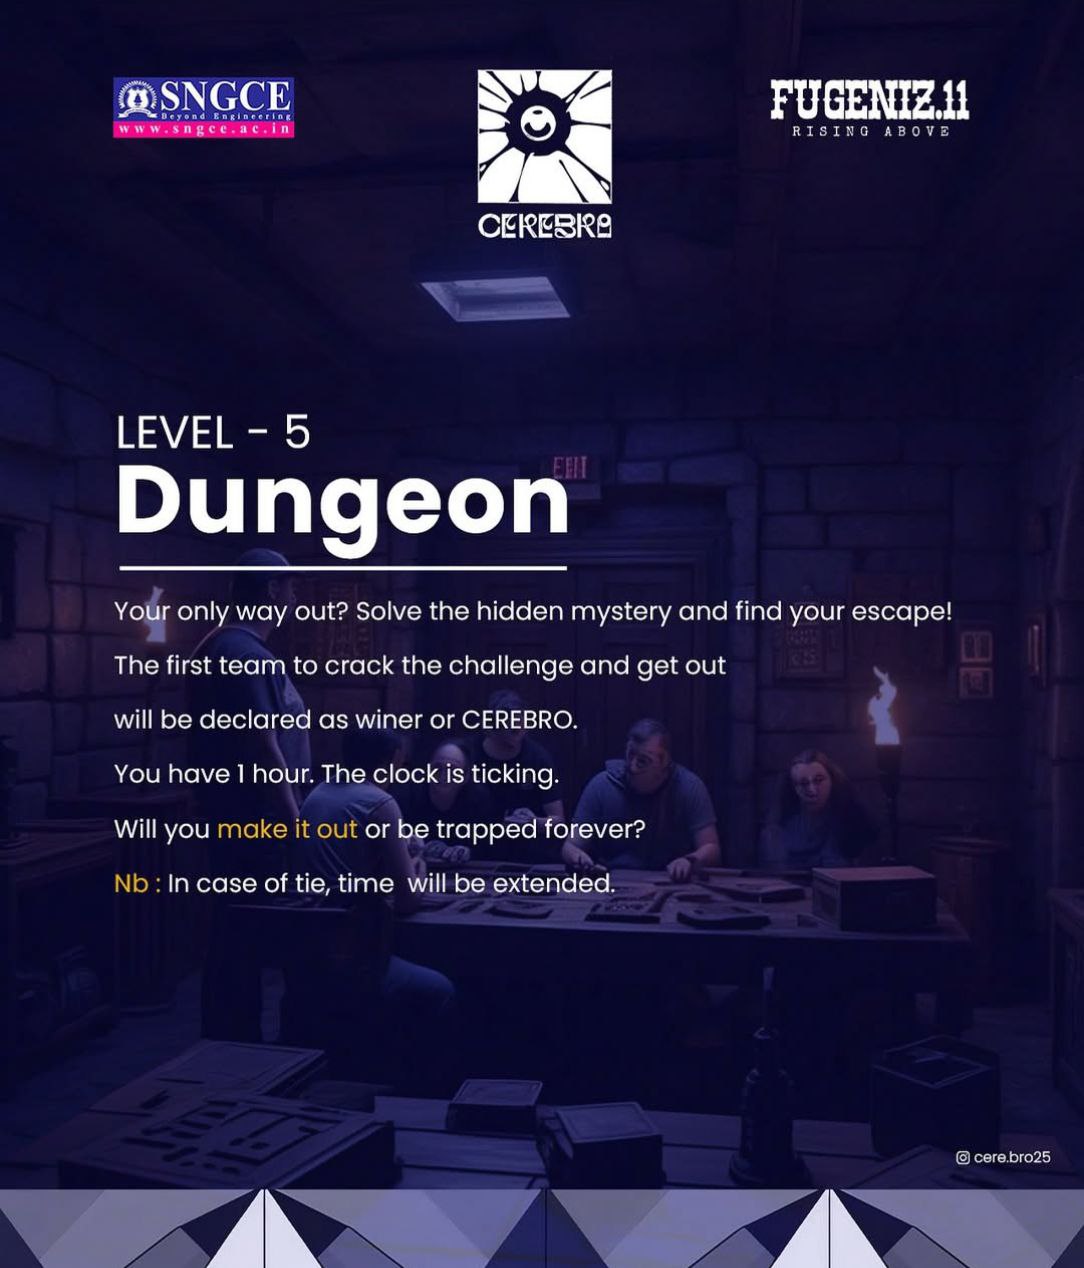 SNGCE
Beyond Engineering
www.sngce.ac.in
CEREBRO
FUGENIZ.11
RISING ABOVE
LEVEL - 5
EXIT
Dungeon
Your only way out? Solve the hidden mystery and find your escape!
The first team to crack the challenge and get out
will be declared as winer or CEREBRO.
You have 1 hour. The clock is ticking.
Will you make it out or be trapped forever?
Nb : In case of tie, time  will be extended.
cere.bro25